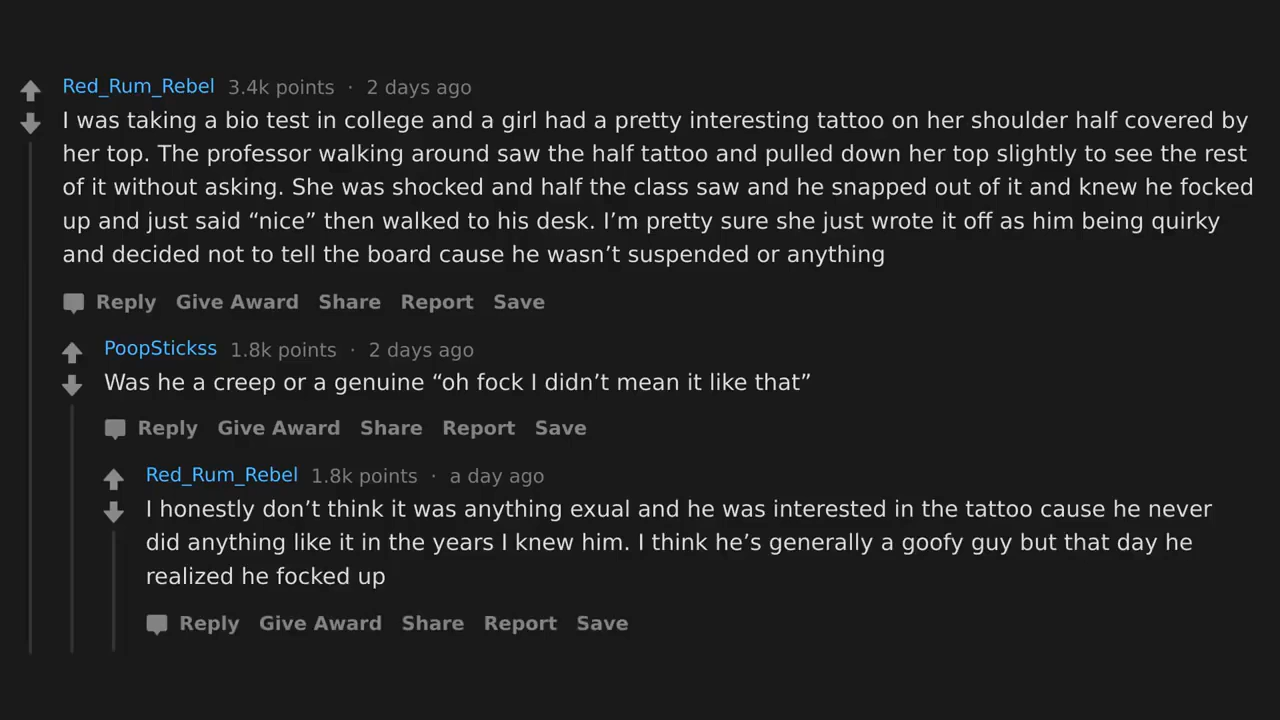 Red_Rum_Rebel 3.4k points · 2 days ago
I was taking a bio test in college and a girl had a pretty interesting tattoo on her shoulder half covered by
her top. The professor walking around saw the half tattoo and pulled down her top slightly to see the rest
of it without asking. She was shocked and half the class saw and he snapped out of it and knew he focked
up and just said “nice” then walked to his desk. I’m pretty sure she just wrote it off as him being quirky
and decided not to tell the board cause he wasn’t suspended or anything
Reply Give Award Share Report Save
PoopStickss 1.8k points · 2 days ago
Was he a creep or a genuine “oh fock I didn’t mean it like that”
Reply Give Award Share Report Save
Red_Rum_Rebel 1.8k points · a day ago
I honestly don’t think it was anything exual and he was interested in the tattoo cause he never
did anything like it in the years I knew him. I think he’s generally a goofy guy but that day he
realized he focked up
Reply Give Award Share Report Save